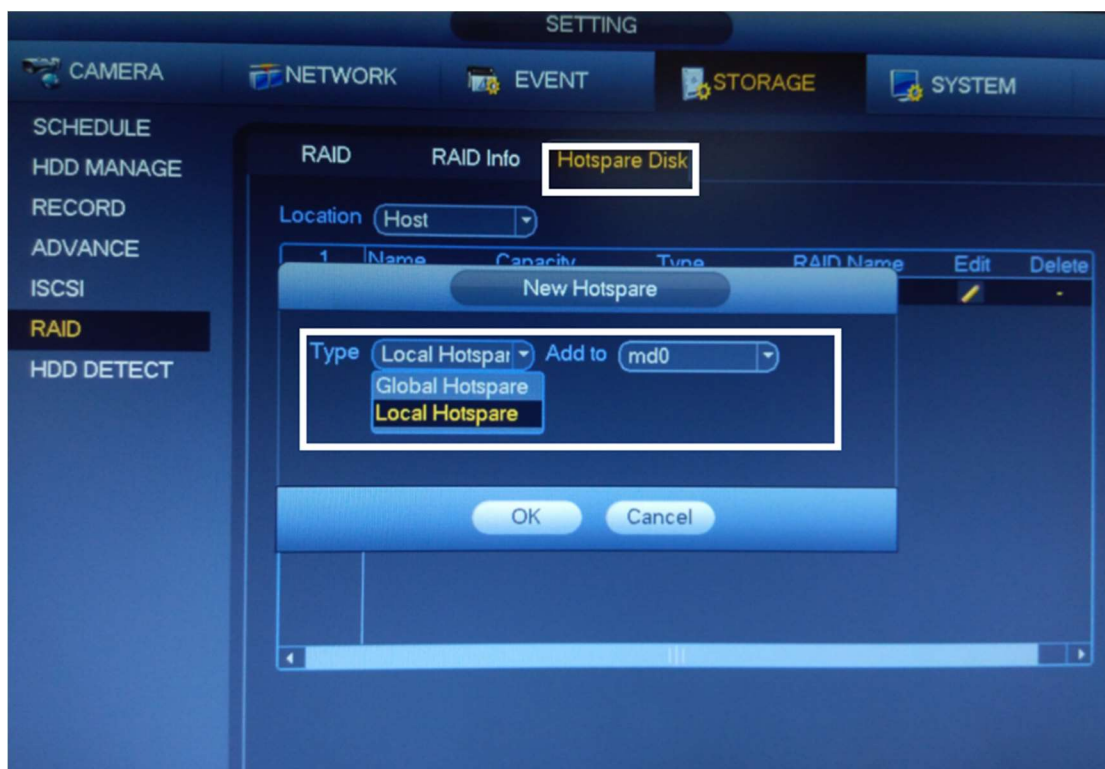 SETTING
CAMERA NETWORK EVENT STORAGE SYSTEM
SCHEDULE
HDD MANAGE
RECORD
ADVANCE
ISCSI
RAID
HDD DETECT
RAID RAID Info Hotspare Disk
Location Host
1 Name Capacity Type RAID Name Edit Delete
-
New Hotspare
Type Local Hotspar Add to md0
Global Hotspare
Local Hotspare
OK Cancel